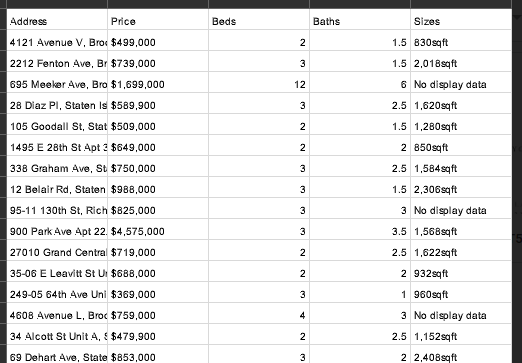 Address Price Beds Baths Sizes
4121 Avenue V, Broo $499,000 2 1.5 830sqft
2212 Fenton Ave, Br $739,000 3 1.5 2,018sqft
695 Meeker Ave, Bro $1,699,000 12 6 No display data
28 Diaz Pl, Staten Is $589,900 3 2.5 1,620sqft
105 Goodall St, Stat $509,000 2 1.5 1,280sqft
1495 E 28th St Apt 3 $649,000 2 2 850sqft
338 Graham Ave, St $750,000 3 2.5 1,584sqft
12 Belair Rd, Staten $988,000 3 1.5 2,306sqft
95-11 130th St, Rich $825,000 3 3 No display data
900 Park Ave Apt 22 $4,575,000 3 3.5 1,568sqft
27010 Grand Central $719,000 2 2.5 1,622sqft
35-06 E Leavitt St Un $688,000 2 2 932sqft
249-05 64th Ave Uni $369,000 3 1 960sqft
4608 Avenue L, Broo $759,000 4 3 No display data
34 Alcott St Unit A, S $479,900 2 2.5 1,152sqft
69 Dehart Ave, State $853,000 3 2 2,408sqft